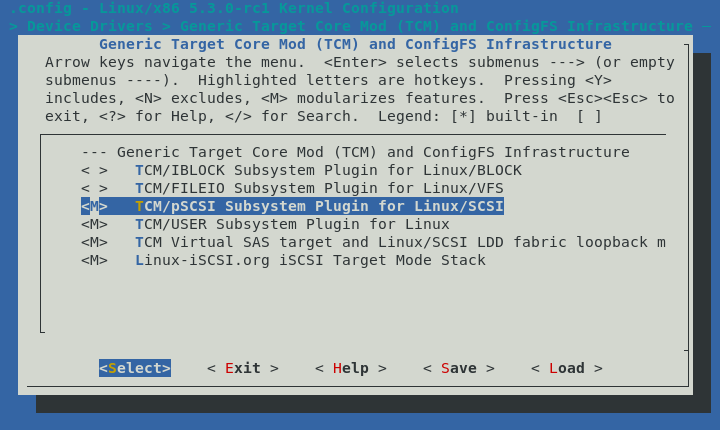 .config - Linux/x86 5.3.0-rc1 Kernel Configuration
> Device Drivers > Generic Target Core Mod (TCM) and ConfigFS Infrastructure ─
Generic Target Core Mod (TCM) and ConfigFS Infrastructure
Arrow keys navigate the menu.  <Enter> selects submenus ---> (or empty
submenus ----).  Highlighted letters are hotkeys.  Pressing <Y>
includes, <N> excludes, <M> modularizes features.  Press <Esc><Esc> to
exit, <?> for Help, </> for Search.  Legend: [*] built-in  [ ]
--- Generic Target Core Mod (TCM) and ConfigFS Infrastructure
< >   TCM/IBLOCK Subsystem Plugin for Linux/BLOCK
< >   TCM/FILEIO Subsystem Plugin for Linux/VFS
<M>   TCM/pSCSI Subsystem Plugin for Linux/SCSI
<M>   TCM/USER Subsystem Plugin for Linux
<M>   TCM Virtual SAS target and Linux/SCSI LDD fabric loopback m
<M>   Linux-iSCSI.org iSCSI Target Mode Stack
<Select>    < Exit >    < Help >    < Save >    < Load >